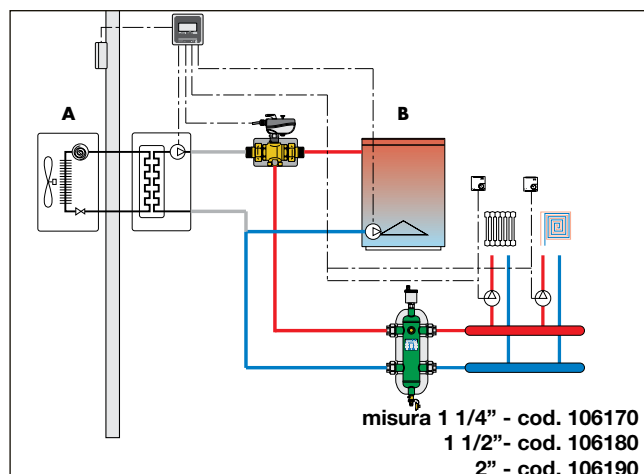 A
B
misura 1 1/4” - cod. 106170
1 1/2”- cod. 106180
2” - cod. 106190